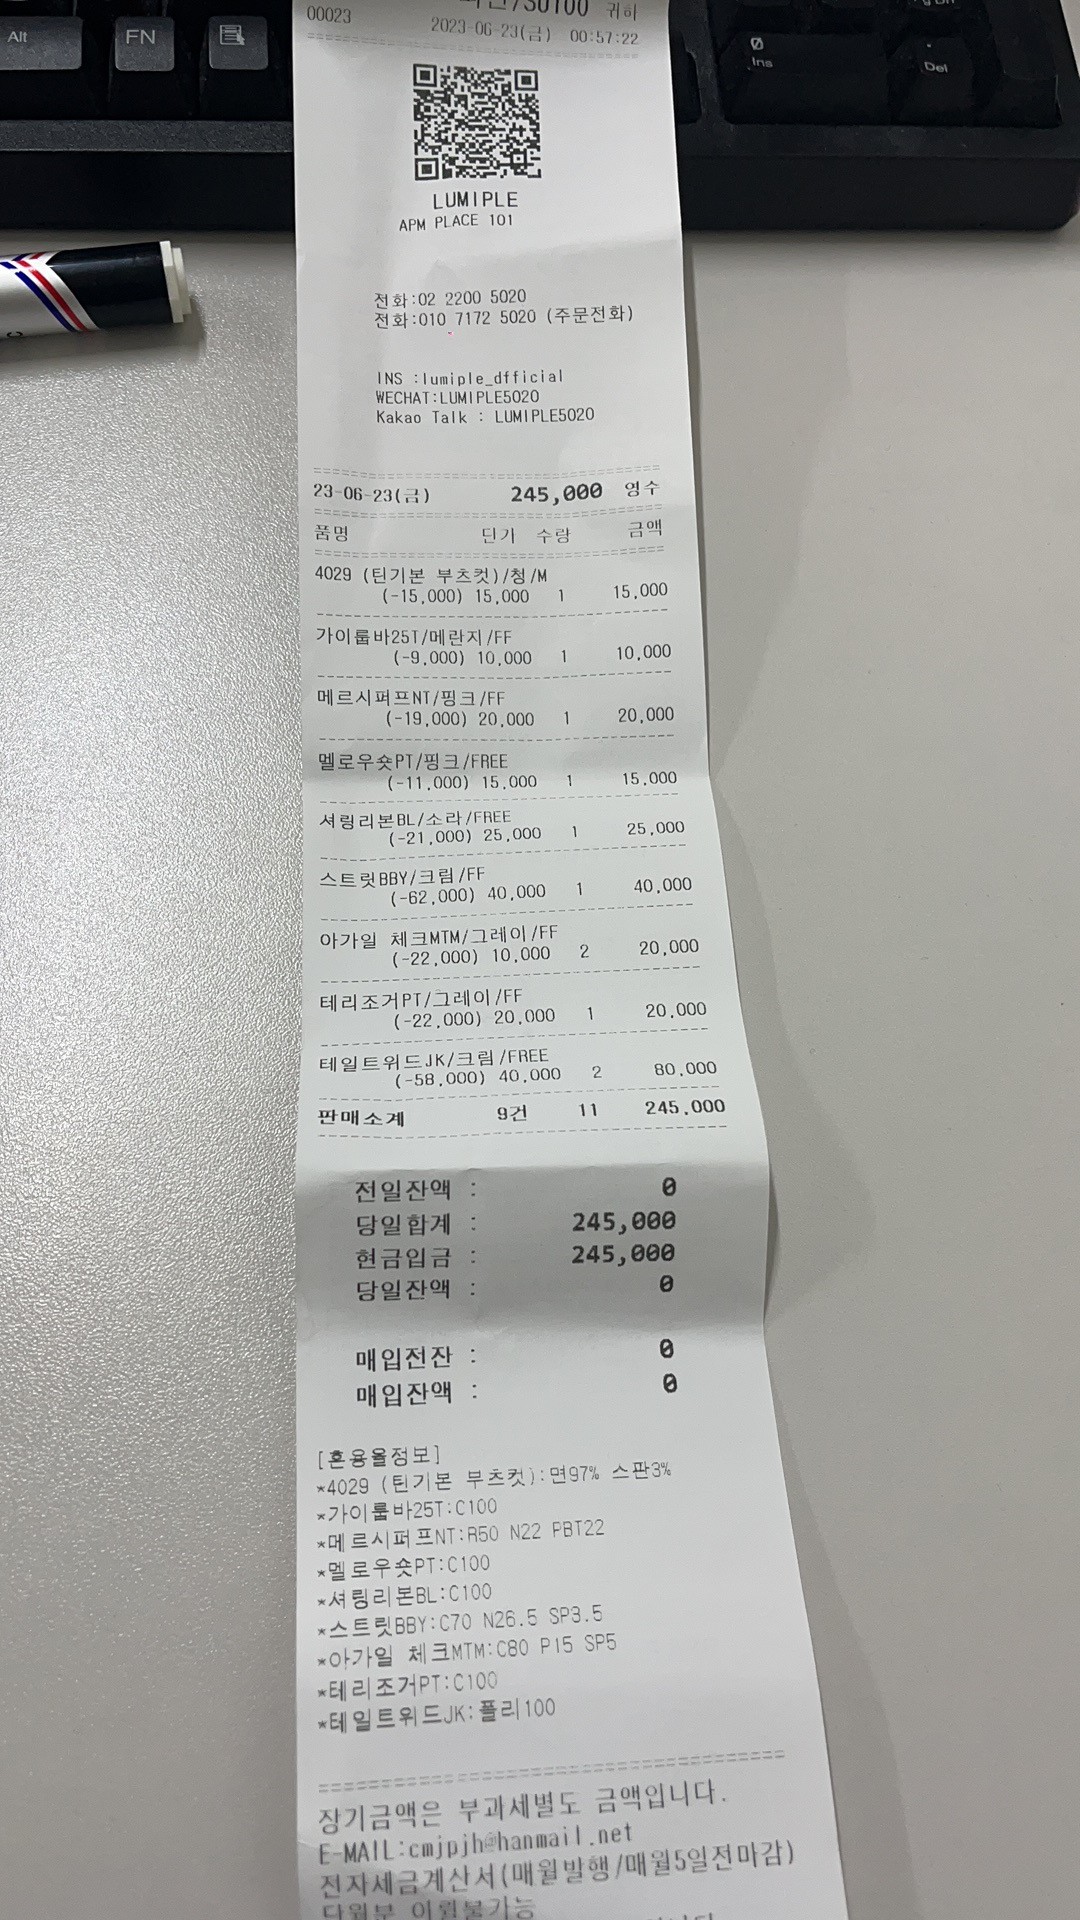 Alt
FN
Ins
Del
00023
/S0100 귀하
2023-06-23(금) 00:57:22
LUMIPLE
APM PLACE 101
전화:02 2200 5020
전화:010 7172 5020 (주문전화)
INS :lumiple_dfficial
WECHAT:LUMIPLE5020
Kakao Talk : LUMIPLE5020
23-06-23(금) 245,000 영수
품명 단가 수량 금액
4029 (틴기본 부츠컷)/청/M
(-15,000) 15,000 1 15,000
가이룸바25T/메란지/FF
(-9,000) 10,000 1 10,000
메르시퍼프NT/핑크/FF
(-19,000) 20,000 1 20,000
멜로우숏PT/핑크/FREE
(-11,000) 15,000 1 15,000
셔링리본BL/소라/FREE
(-21,000) 25,000 1 25,000
스트릿BBY/크림/FF
(-62,000) 40,000 1 40,000
아가일 체크MTM/그레이/FF
(-22,000) 10,000 2 20,000
테리조거PT/그레이/FF
(-22,000) 20,000 1 20,000
테일트위드JK/크림/FREE
(-58,000) 40,000 2 80,000
판매소계 9건 11 245,000
전일잔액 : 0
당일합계 : 245,000
현금입금 : 245,000
당일잔액 : 0
매입전잔 : 0
매입잔액 : 0
[혼용율정보]
*4029 (틴기본 부츠컷):면97% 스판3%
*가이룸바25T:C100
*메르시퍼프NT:R50 N22 PBT22
*멜로우숏PT:C100
*셔링리본BL:C100
*스트릿BBY:C70 N26.5 SP3.5
*아가일 체크MTM:C80 P15 SP5
*테리조거PT:C100
*테일트위드JK:폴리100
장기금액은 부과세별도 금액입니다.
E-MAIL:cmjpjh@hanmail.net
전자세금계산서(매월발행/매월5일전마감)
다월분 이월불가능